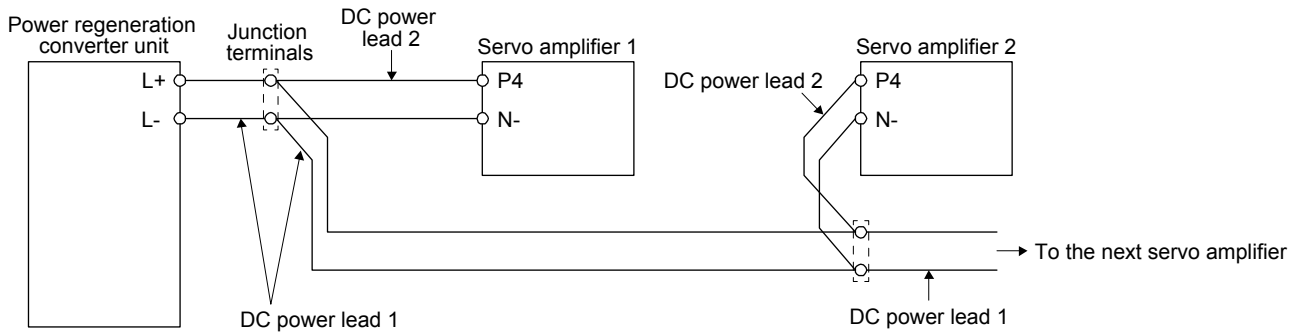 Power regeneration
converter unit
Junction
terminals
DC power
lead 2
Servo amplifier 1
Servo amplifier 2
L+
P4
DC power lead 2
P4
L-
N-
N-
To the next servo amplifier
DC power lead 1
DC power lead 1